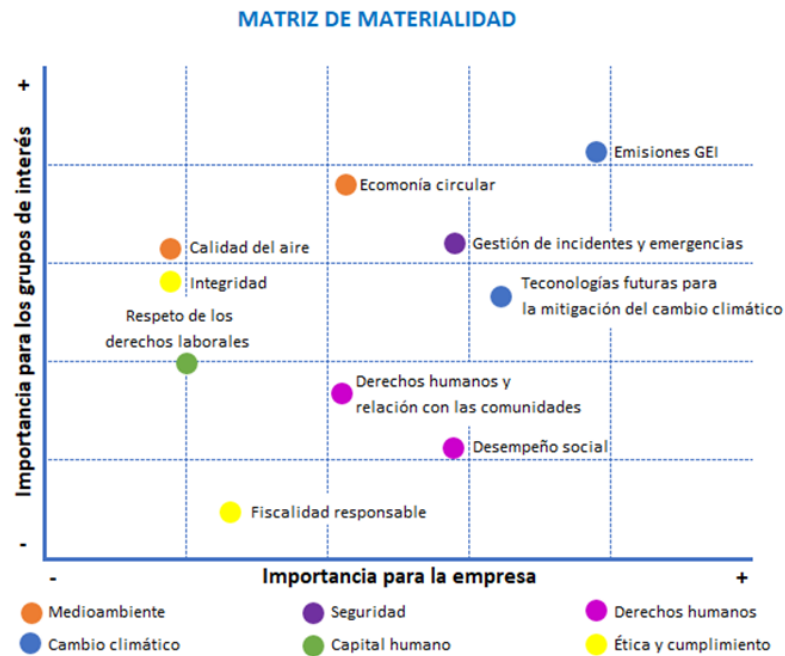 MATRIZ DE MATERIALIDAD
+
Importancia para los grupos de interés
-
Emisiones GEI
Ecomonía circular
Calidad del aire
Gestión de incidentes y emergencias
Integridad
Teconologías futuras para
la mitigación del cambio climático
Respeto de los
derechos laborales
Derechos humanos y
relación con las comunidades
Desempeño social
Fiscalidad responsable
-
Importancia para la empresa
+
Medioambiente
Seguridad
Derechos humanos
Cambio climático
Capital humano
Ética y cumplimiento